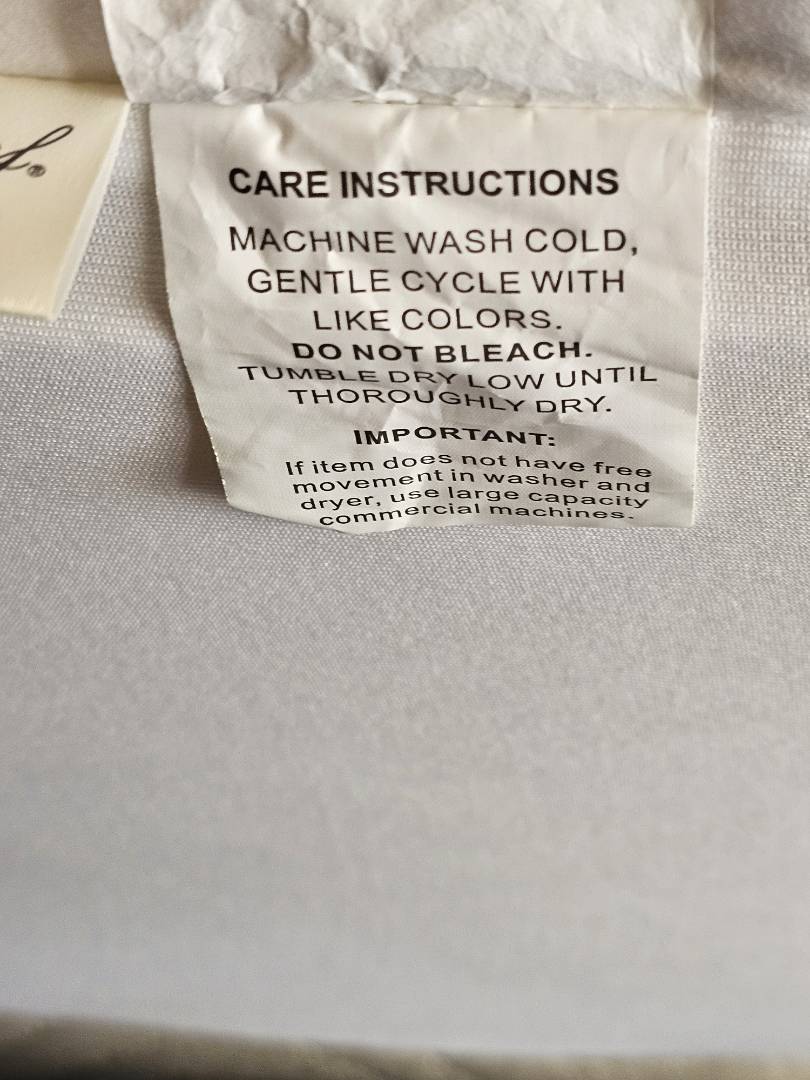 CARE INSTRUCTIONS
MACHINE WASH COLD,
GENTLE CYCLE WITH
LIKE COLORS.
DO NOT BLEACH.
TUMBLE DRY LOW UNTIL
THOROUGHLY DRY.
IMPORTANT:
If item does not have free
movement in washer and
dryer, use large capacity
commercial machines.